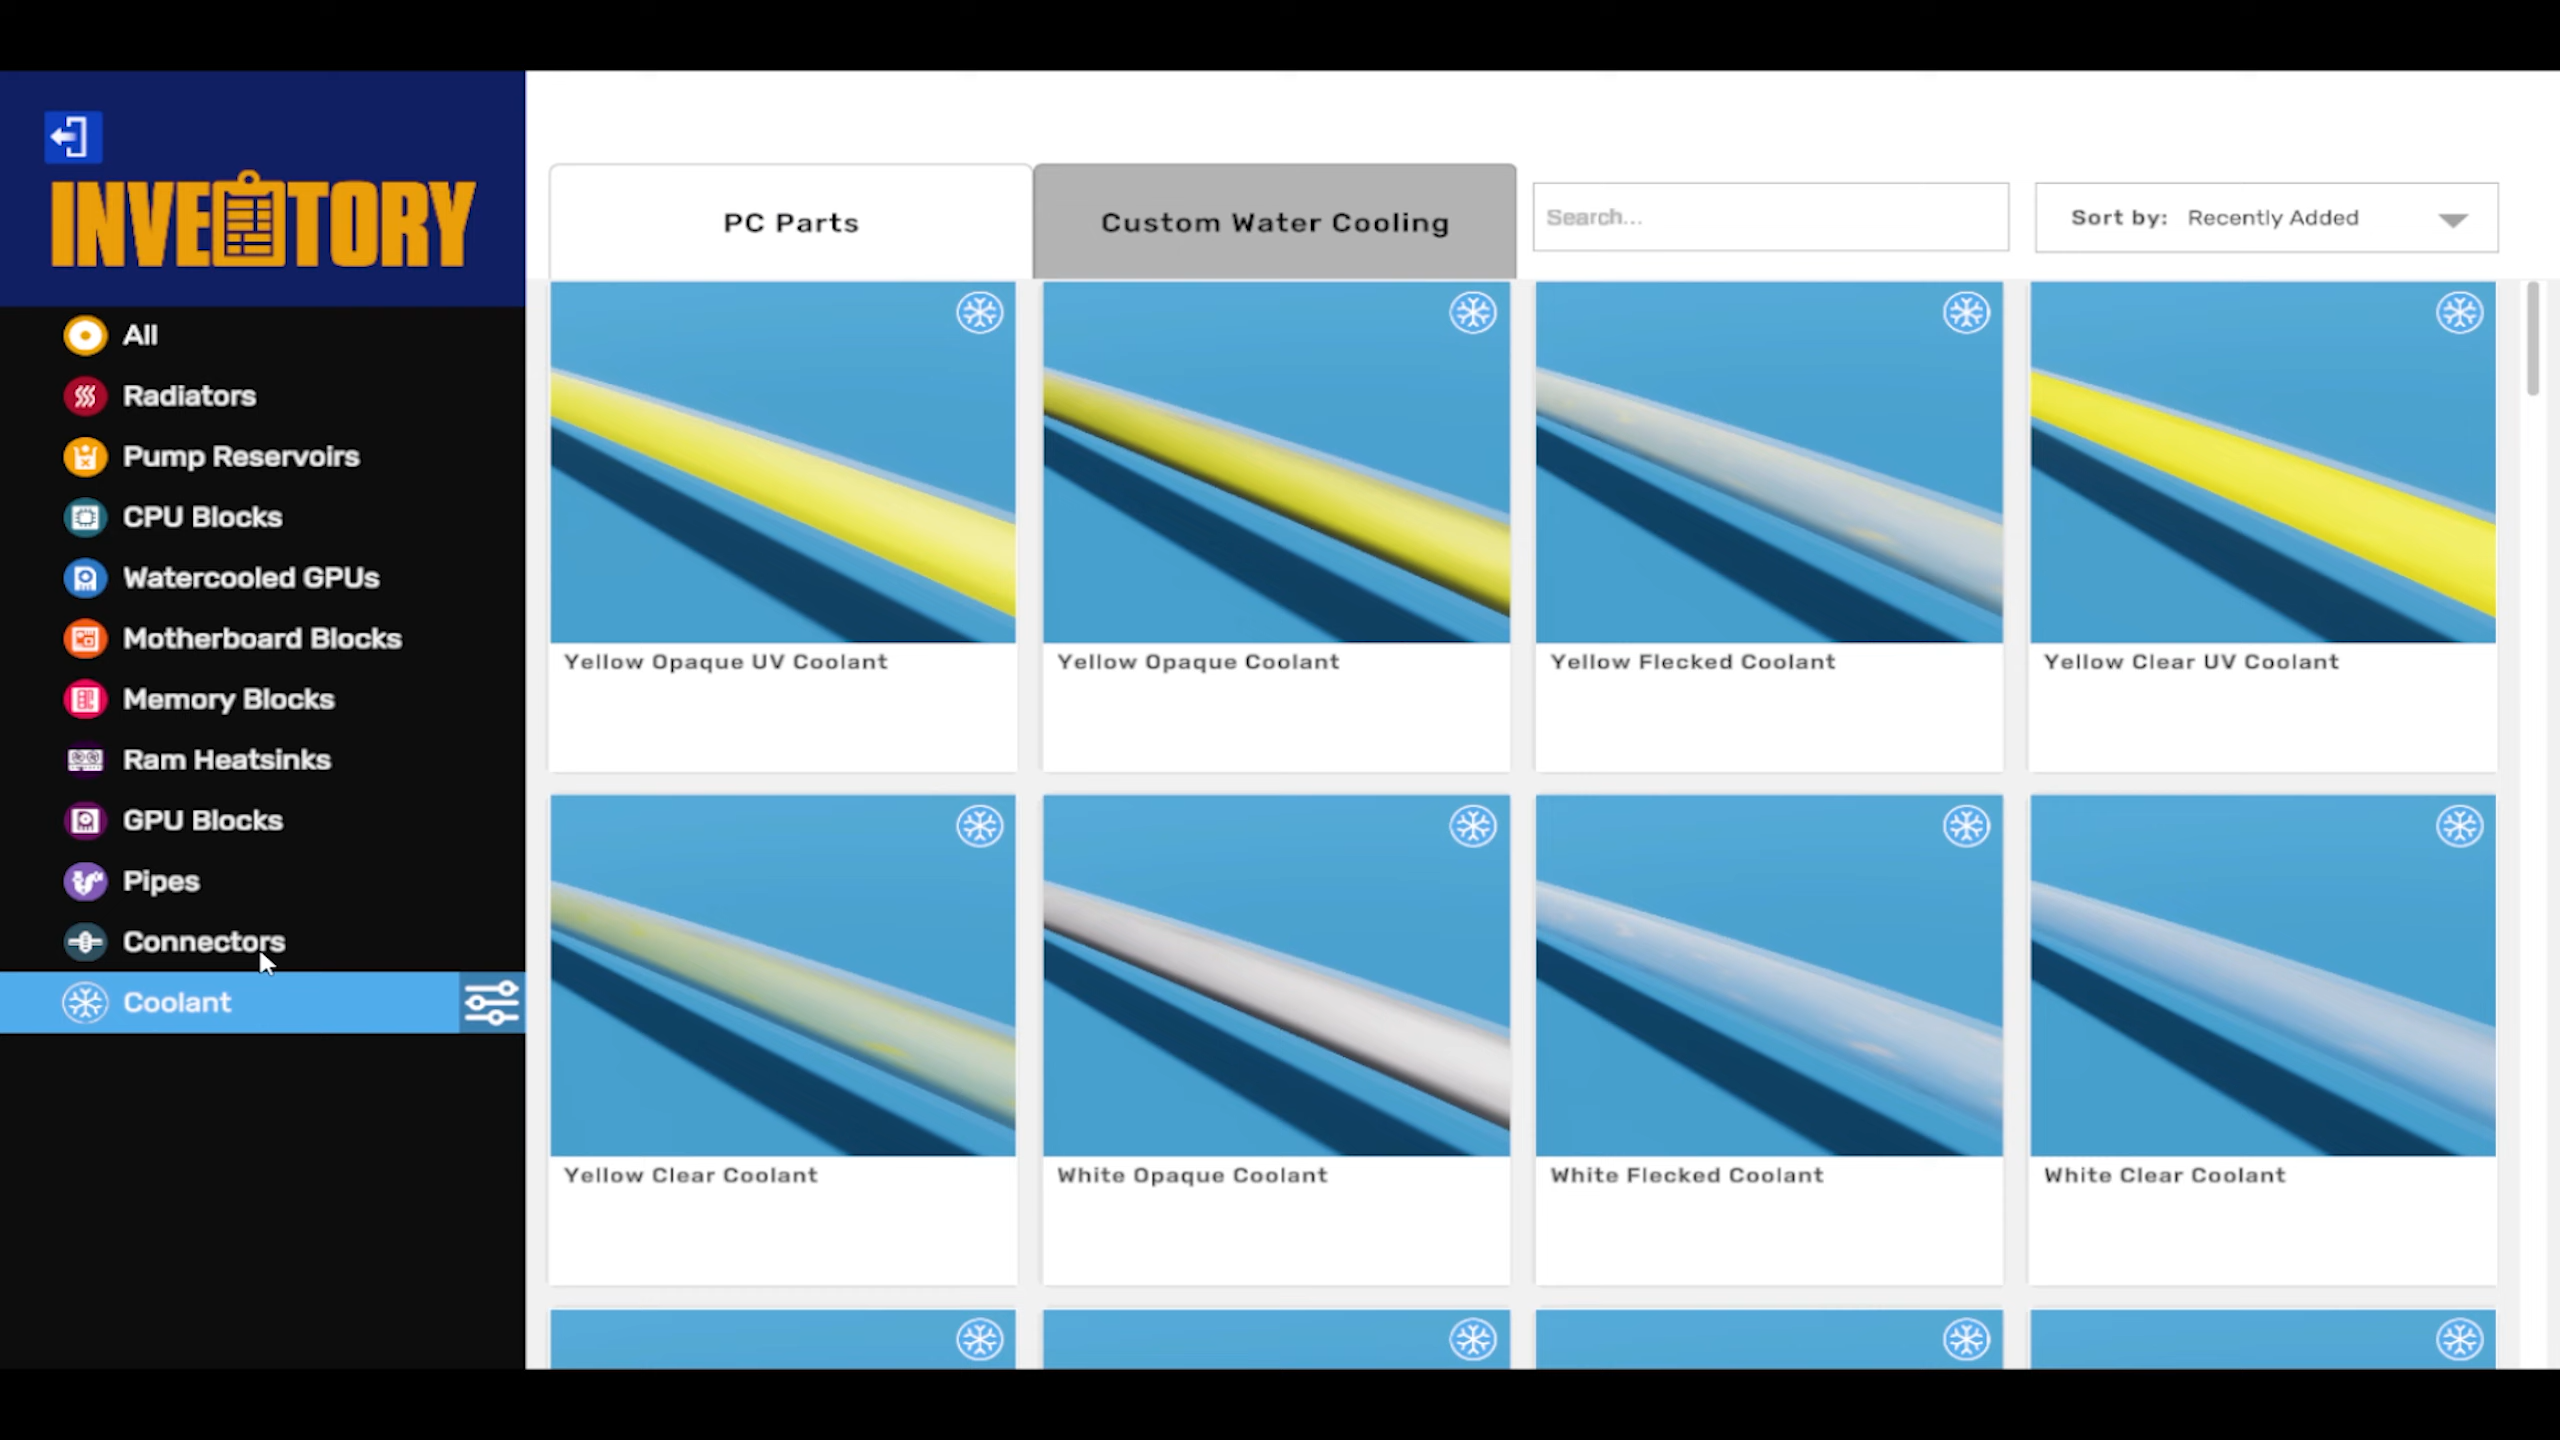 INVENTORY
All
Radiators
Pump Reservoirs
CPU Blocks
Watercooled GPUs
Motherboard Blocks
Memory Blocks
Ram Heatsinks
GPU Blocks
Pipes
Connectors
Coolant
PC Parts
Custom Water Cooling
Search...
Sort by: Recently Added
Yellow Opaque UV Coolant
Yellow Opaque Coolant
Yellow Flecked Coolant
Yellow Clear UV Coolant
Yellow Clear Coolant
White Opaque Coolant
White Flecked Coolant
White Clear Coolant